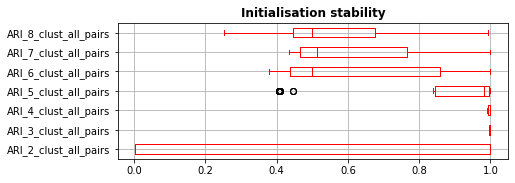 Initialisation stability
ARI_8_clust_all_pairs
ARI_7_clust_all_pairs
ARI_6_clust_all_pairs
ARI_5_clust_all_pairs
ARI_4_clust_all_pairs
ARI_3_clust_all_pairs
ARI_2_clust_all_pairs
0.0 0.2 0.4 0.6 0.8 1.0